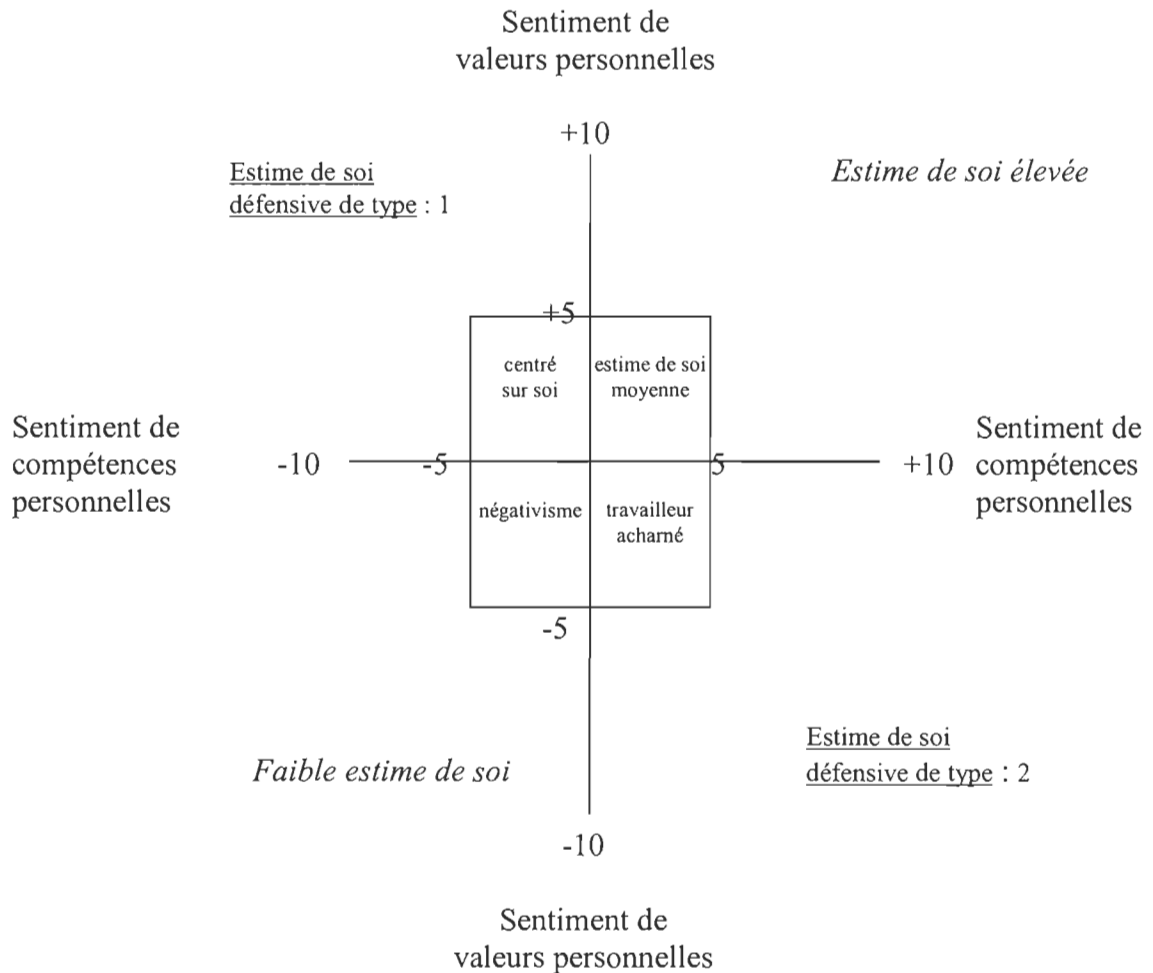 Sentiment de
valeurs personnelles
+10
Estime de soi
défensive de type : 1
Estime de soi élevée
+5
centré
sur soi
estime de soi
moyenne
Sentiment de
compétences
personnelles
-10
-5
5
+10
Sentiment de
compétences
personnelles
négativisme
travailleur
acharné
-5
Faible estime de soi
Estime de soi
défensive de type : 2
-10
Sentiment de
valeurs personnelles